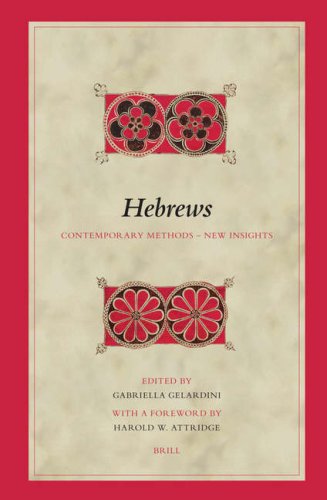 Hebrews
CONTEMPORARY METHODS – NEW INSIGHTS
EDITED BY
GABRIELLA GELARDINI
WITH A FOREWORD BY
HAROLD W. ATTRIDGE
BRILL